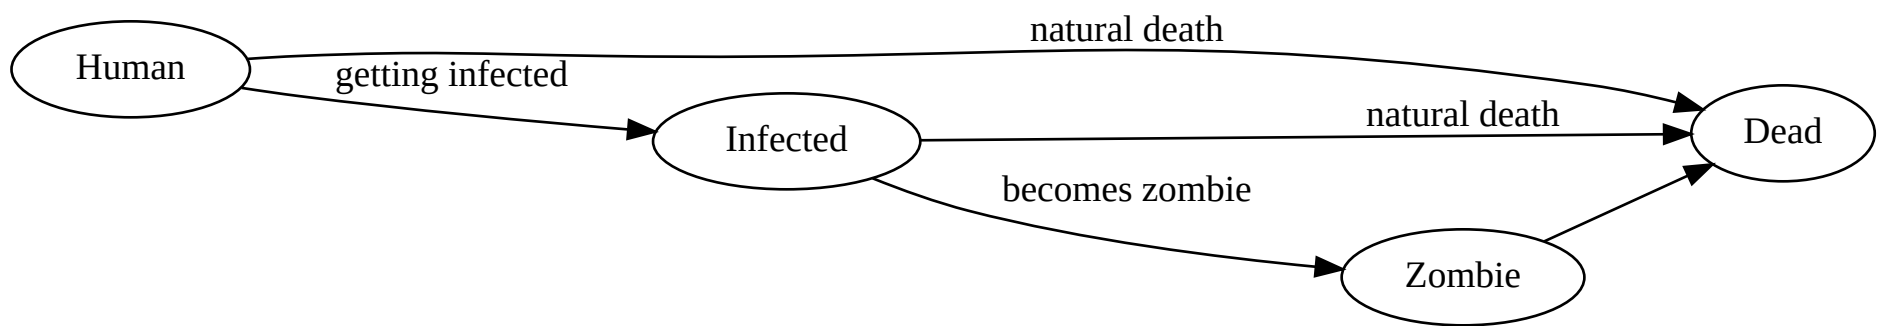 natural death
Human
getting infected
natural death
Dead
Infected
becomes zombie
Zombie